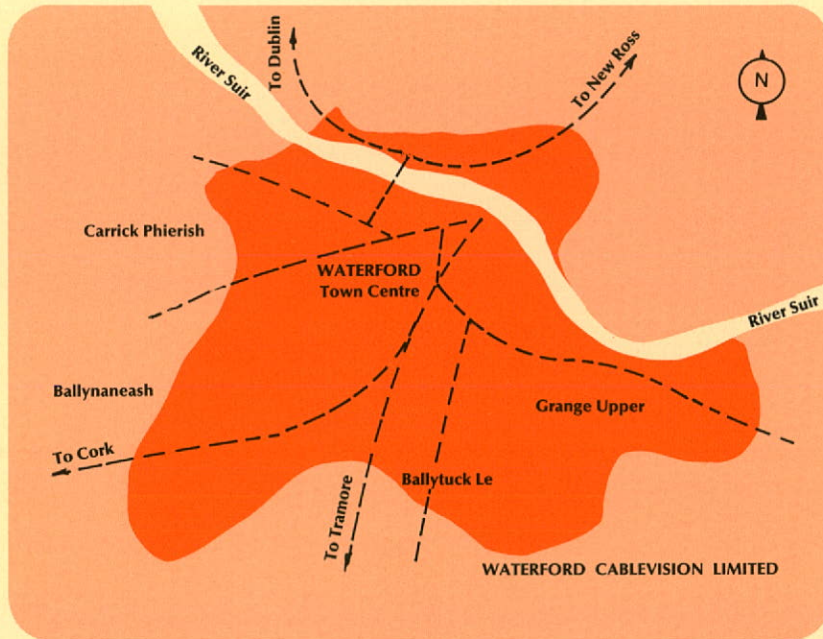 River Suir
To Dublin
To New Ross
N
Carrick Phierish
WATERFORD
Town Centre
River Suir
Ballynaneash
Grange Upper
To Cork
Ballytuck Le
To Tramore
WATERFORD CABLEVISION LIMITED